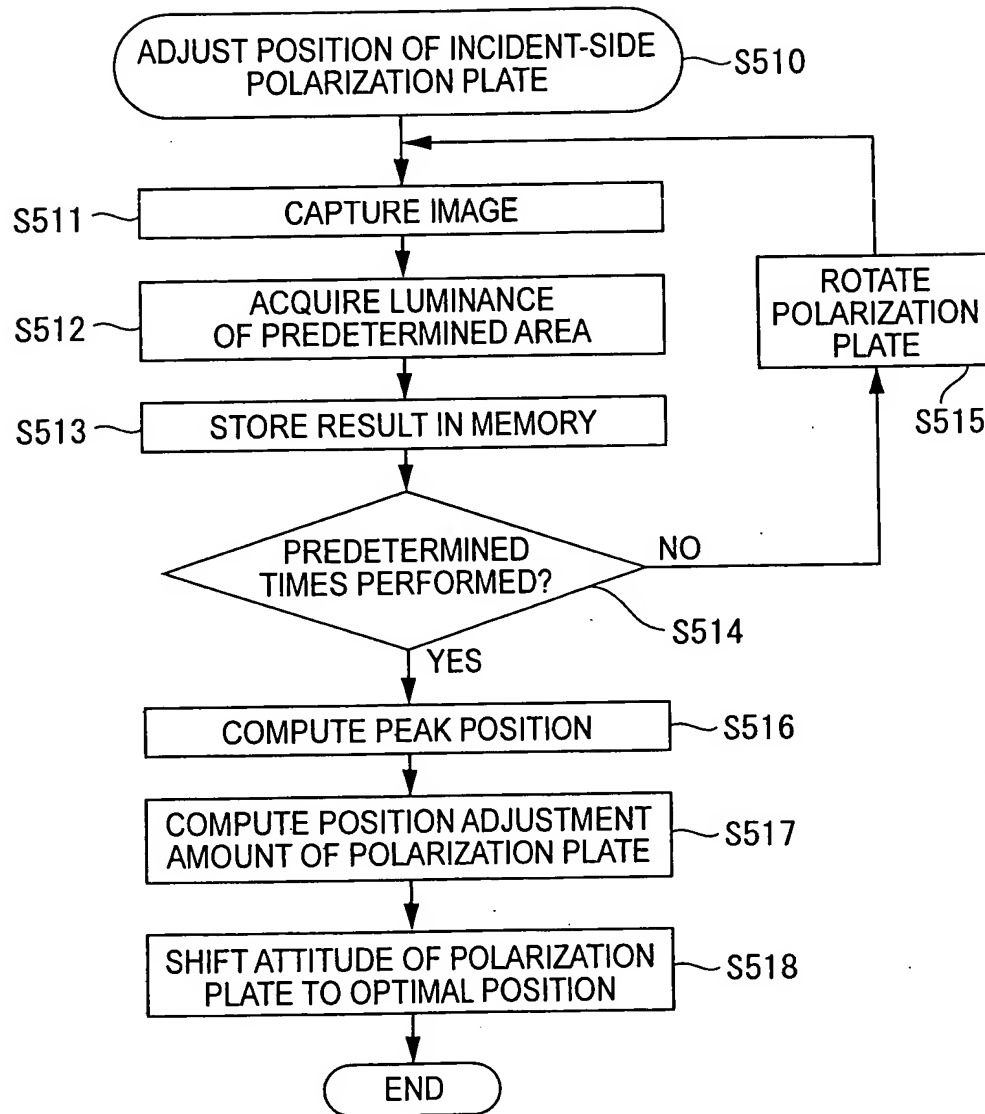 ADJUST POSITION OF INCIDENT-SIDE
POLARIZATION PLATE
S510
S511
CAPTURE IMAGE
S512
ACQUIRE LUMINANCE
OF PREDETERMINED AREA
ROTATE
POLARIZATION
PLATE
S515
S513
STORE RESULT IN MEMORY
PREDETERMINED
TIMES PERFORMED?
NO
S514
YES
COMPUTE PEAK POSITION
S516
COMPUTE POSITION ADJUSTMENT
AMOUNT OF POLARIZATION PLATE
S517
SHIFT ATTITUDE OF POLARIZATION
PLATE TO OPTIMAL POSITION
S518
END